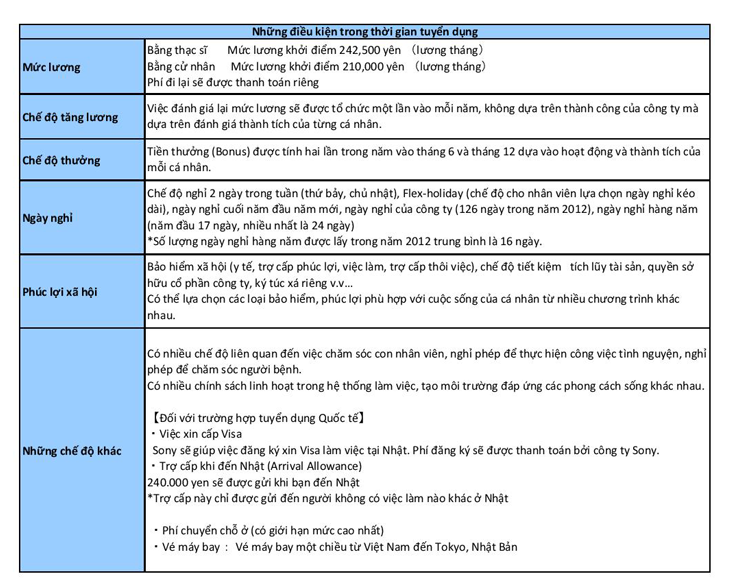 Những điều kiện trong thời gian tuyển dụng
Mức lương
Bằng thạc sĩ Mức lương khởi điểm 242,500 yên （lương tháng）
Bằng cử nhân Mức lương khởi điểm 210,000 yên （lương tháng）
Phí đi lại sẽ được thanh toán riêng
Chế độ tăng lương
Việc đánh giá lại mức lương sẽ được tổ chức một lần vào mỗi năm, không dựa trên thành công của công ty mà
dựa trên đánh giá thành tích của từng cá nhân.
Chế độ thưởng
Tiền thưởng (Bonus) được tính hai lần trong năm vào tháng 6 và tháng 12 dựa vào hoạt động và thành tích của
mỗi cá nhân.
Ngày nghỉ
Chế độ nghỉ 2 ngày trong tuần (thứ bảy, chủ nhật), Flex-holiday (chế độ cho nhân viên lựa chọn ngày nghỉ kéo
dài), ngày nghỉ cuối năm đầu năm mới, ngày nghỉ của công ty (126 ngày trong năm 2012), ngày nghỉ hàng năm
(năm đầu 17 ngày, nhiều nhất là 24 ngày)
*Số lượng ngày nghỉ hàng năm được lấy trong năm 2012 trung bình là 16 ngày.
Phúc lợi xã hội
Bảo hiểm xã hội (y tế, trợ cấp phúc lợi, việc làm, trợ cấp thôi việc), chế độ tiết kiệm tích lũy tài sản, quyền sở
hữu cổ phần công ty, ký túc xá riêng v.v...
Có thể lựa chọn các loại bảo hiểm, phúc lợi phù hợp với cuộc sống của cá nhân từ nhiều chương trình khác
nhau.
Những chế độ khác
Có nhiều chế độ liên quan đến việc chăm sóc con nhân viên, nghỉ phép để thực hiện công việc tình nguyện, nghỉ
phép để chăm sóc người bệnh.
Có nhiều chính sách linh hoạt trong hệ thống làm việc, tạo môi trường đáp ứng các phong cách sống khác nhau.
【Đối với trường hợp tuyển dụng Quốc tế】
・Việc xin cấp Visa
Sony sẽ giúp việc đăng ký xin Visa làm việc tại Nhật. Phí đăng ký sẽ được thanh toán bởi công ty Sony.
・Trợ cấp khi đến Nhật (Arrival Allowance)
240.000 yen sẽ được gửi khi bạn đến Nhật
*Trợ cấp này chỉ được gửi đến người không có việc làm nào khác ở Nhật
・Phí chuyển chỗ ở (có giới hạn mức cao nhất)
・Vé máy bay ： Vé máy bay một chiều từ Việt Nam đến Tokyo, Nhật Bản